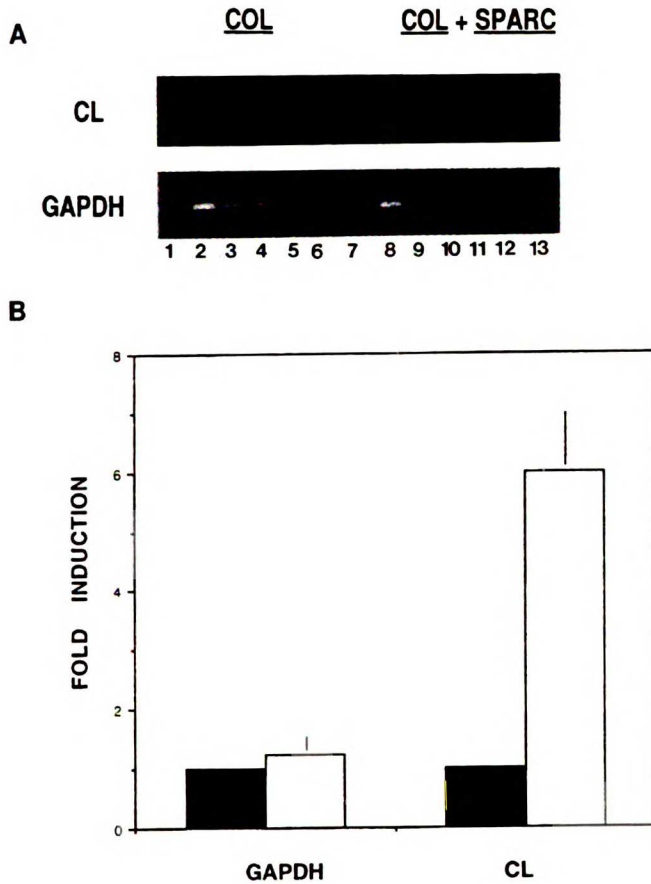 A
COL
COL + SPARC
CL
GAPDH
1 2 3 4 5 6 7 8 9 10 11 12 13
B
8
6
4
2
0
FOLD INDUCTION
GAPDH
CL